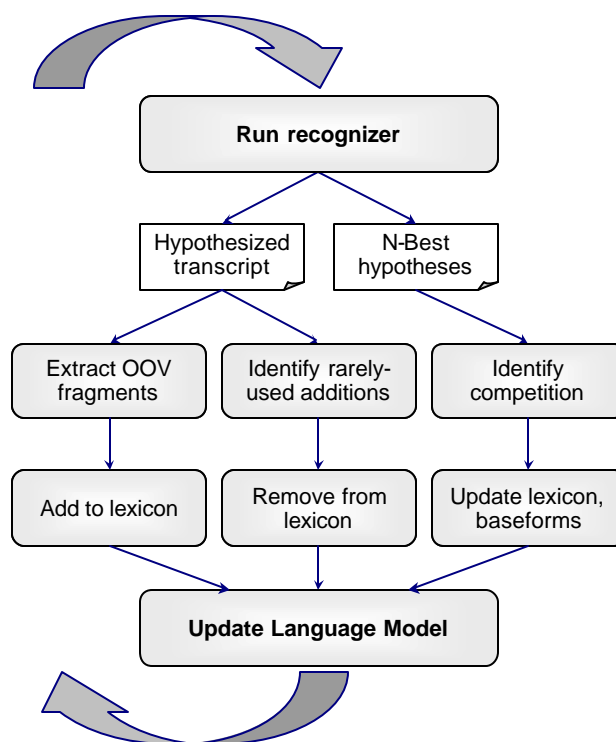 Run recognizer
Hypothesized
transcript
N-Best
hypotheses
Extract OOV
fragments
Identify rarely-
used additions
Identify
competition
Add to lexicon
Remove from
lexicon
Update lexicon,
baseforms
Update Language Model